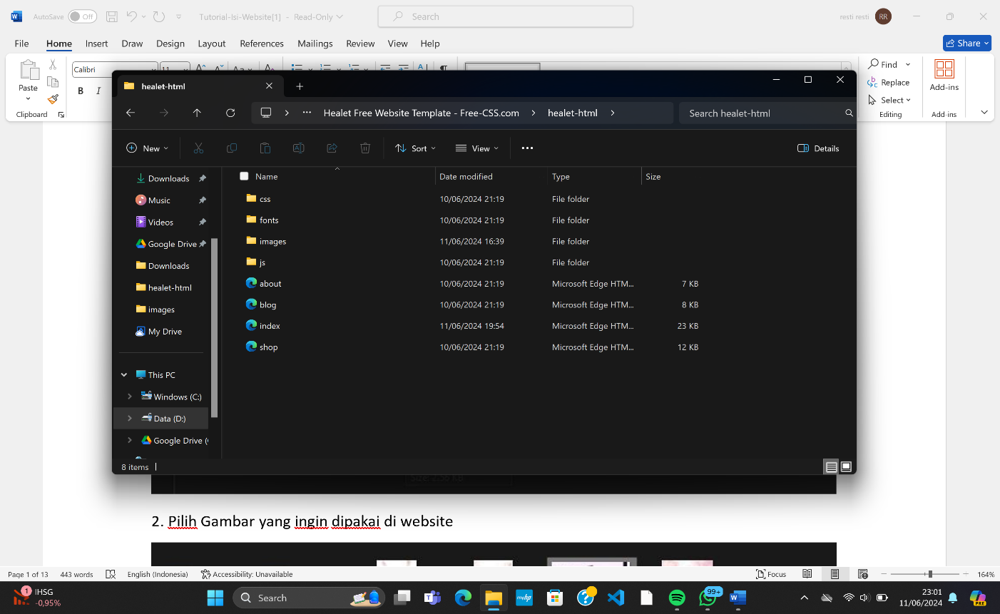 AutoSave Off Tutorial-Isi-Website[1] - Read-Only Search resti resti RR
File Home Insert Draw Design Layout References Mailings Review View Help Share
Paste
Clipboard
Calibri 11
B I
Find
Replace
Select
Editing
Add-ins
Add-ins
healet-html
Healet Free Website Template - Free-CSS.com > healet-html > Search healet-html
New Sort View Details
Downloads
Music
Videos
Google Drive
Downloads
healet-html
images
My Drive
This PC
Windows (C:)
Data (D:)
Google Drive (
Name Date modified Type Size
css 10/06/2024 21:19 File folder
fonts 10/06/2024 21:19 File folder
images 11/06/2024 16:39 File folder
js 10/06/2024 21:19 File folder
about 10/06/2024 21:19 Microsoft Edge HTM... 7 KB
blog 10/06/2024 21:19 Microsoft Edge HTM... 8 KB
index 11/06/2024 19:54 Microsoft Edge HTM... 23 KB
shop 10/06/2024 21:19 Microsoft Edge HTM... 12 KB
8 items
2. Pilih Gambar yang ingin dipakai di website
Page 1 of 13 443 words English (Indonesia) Accessibility: Unavailable Focus 164%
1 IHSG
-0,95%
Search
99+
23:01
11/06/2024
PRE